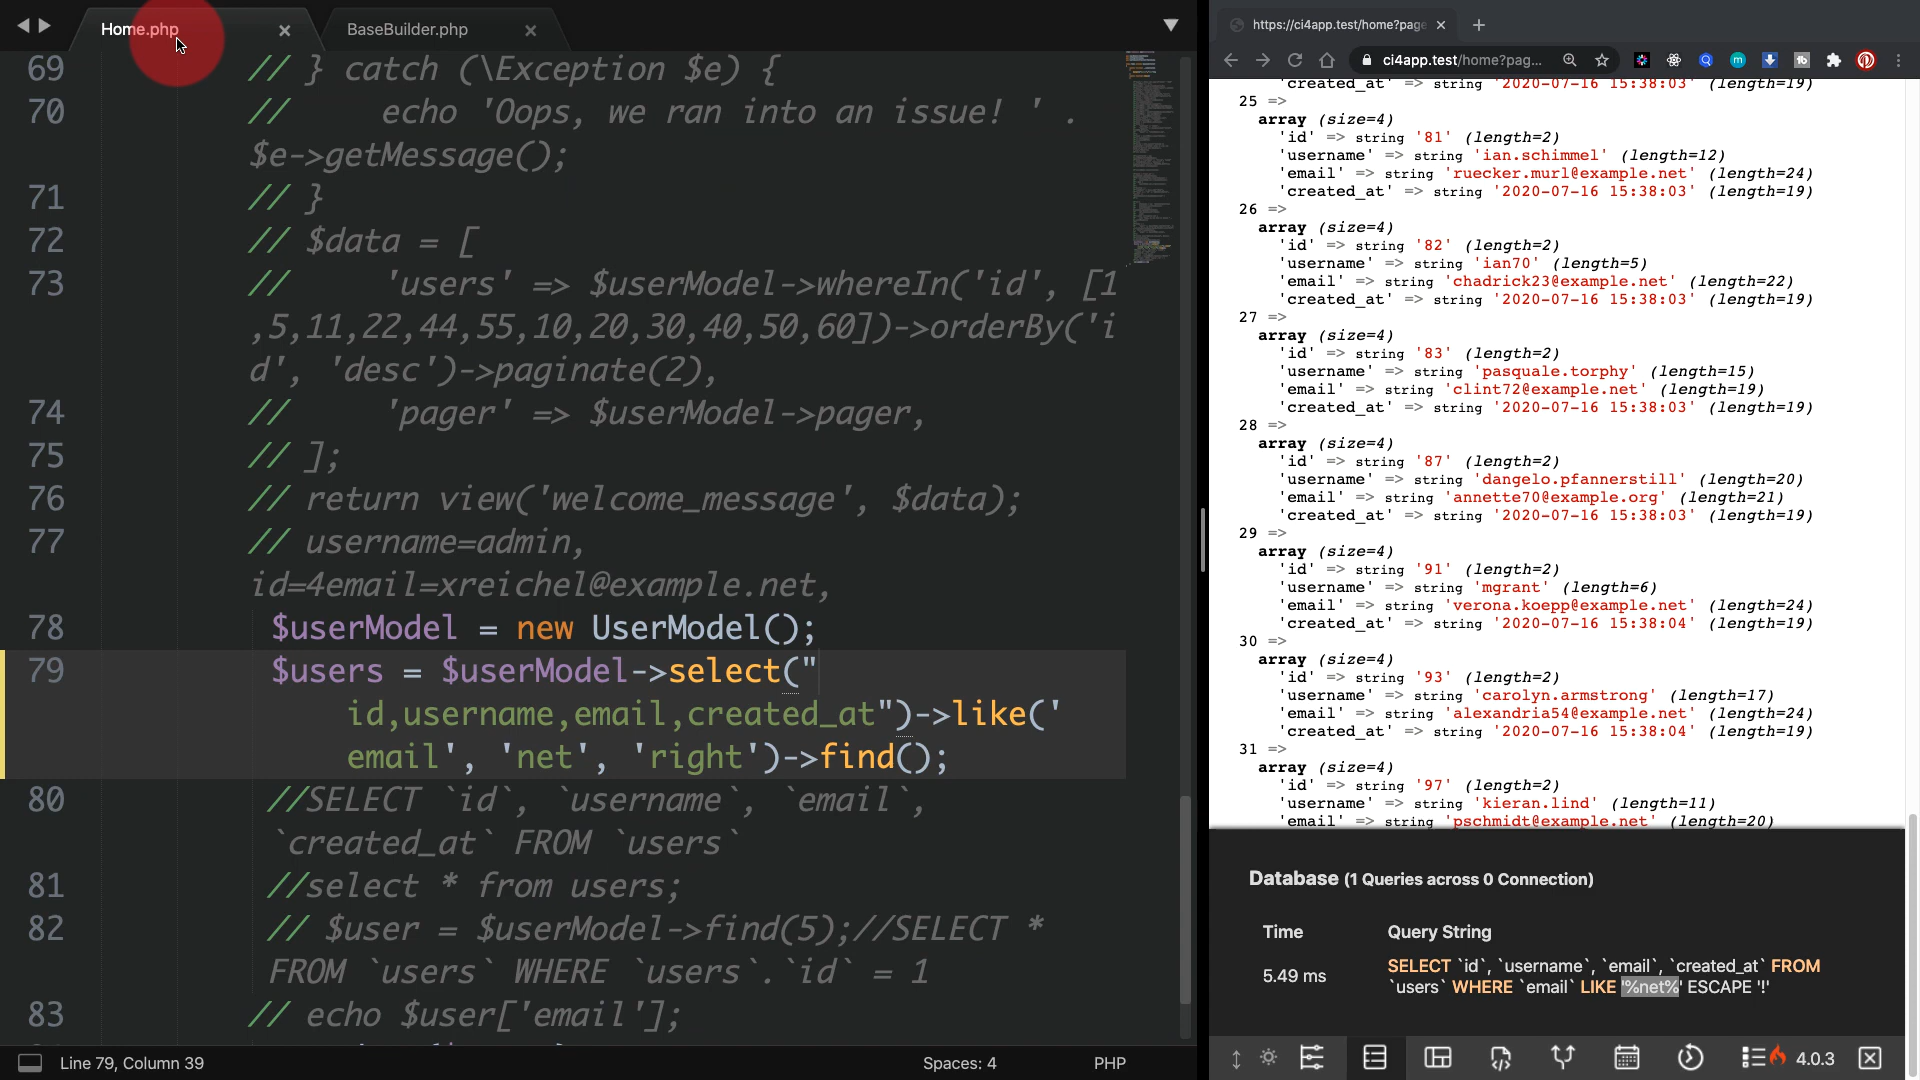 Home.php
BaseBuilder.php
69 // } catch (\Exception $e) {
70 //     echo 'Oops, we ran into an issue! ' .
$e->getMessage();
71 // }
72 // $data = [
73 //     'users' => $userModel->whereIn('id', [1
,5,11,22,44,55,10,20,30,40,50,60])->orderBy('i
d', 'desc')->paginate(2),
74 //     'pager' => $userModel->pager,
75 // ];
76 // return view('welcome_message', $data);
77 // username=admin,
id=4email=xreichel@example.net,
78 $userModel = new UserModel();
79 $users = $userModel->select("
id,username,email,created_at")->like('
email', 'net', 'right')->find();
80 //SELECT `id`, `username`, `email`,
`created_at` FROM `users`
81 //select * from users;
82 // $user = $userModel->find(5);//SELECT *
FROM `users` WHERE `users`.`id` = 1
83 // echo $user['email'];
Line 79, Column 39
Spaces: 4
PHP
https://ci4app.test/home?page
ci4app.test/home?pag...
'created_at' => string '2020-07-16 15:38:03' (length=19)
25 =>
array (size=4)
'id' => string '81' (length=2)
'username' => string 'ian.schimmel' (length=12)
'email' => string 'ruecker.murl@example.net' (length=24)
'created_at' => string '2020-07-16 15:38:03' (length=19)
26 =>
array (size=4)
'id' => string '82' (length=2)
'username' => string 'ian70' (length=5)
'email' => string 'chadrick23@example.net' (length=22)
'created_at' => string '2020-07-16 15:38:03' (length=19)
27 =>
array (size=4)
'id' => string '83' (length=2)
'username' => string 'pasquale.torphy' (length=15)
'email' => string 'clint72@example.net' (length=19)
'created_at' => string '2020-07-16 15:38:03' (length=19)
28 =>
array (size=4)
'id' => string '87' (length=2)
'username' => string 'dangelo.pfannerstill' (length=20)
'email' => string 'annette70@example.org' (length=21)
'created_at' => string '2020-07-16 15:38:03' (length=19)
29 =>
array (size=4)
'id' => string '91' (length=2)
'username' => string 'mgrant' (length=6)
'email' => string 'verona.koepp@example.net' (length=24)
'created_at' => string '2020-07-16 15:38:04' (length=19)
30 =>
array (size=4)
'id' => string '93' (length=2)
'username' => string 'carolyn.armstrong' (length=17)
'email' => string 'alexandria54@example.net' (length=24)
'created_at' => string '2020-07-16 15:38:04' (length=19)
31 =>
array (size=4)
'id' => string '97' (length=2)
'username' => string 'kieran.lind' (length=11)
'email' => string 'pschmidt@example.net' (length=20)
Database (1 Queries across 0 Connection)
Time Query String
5.49 ms
SELECT `id`, `username`, `email`, `created_at` FROM
`users` WHERE `email` LIKE '%net%' ESCAPE '!'
4.0.3